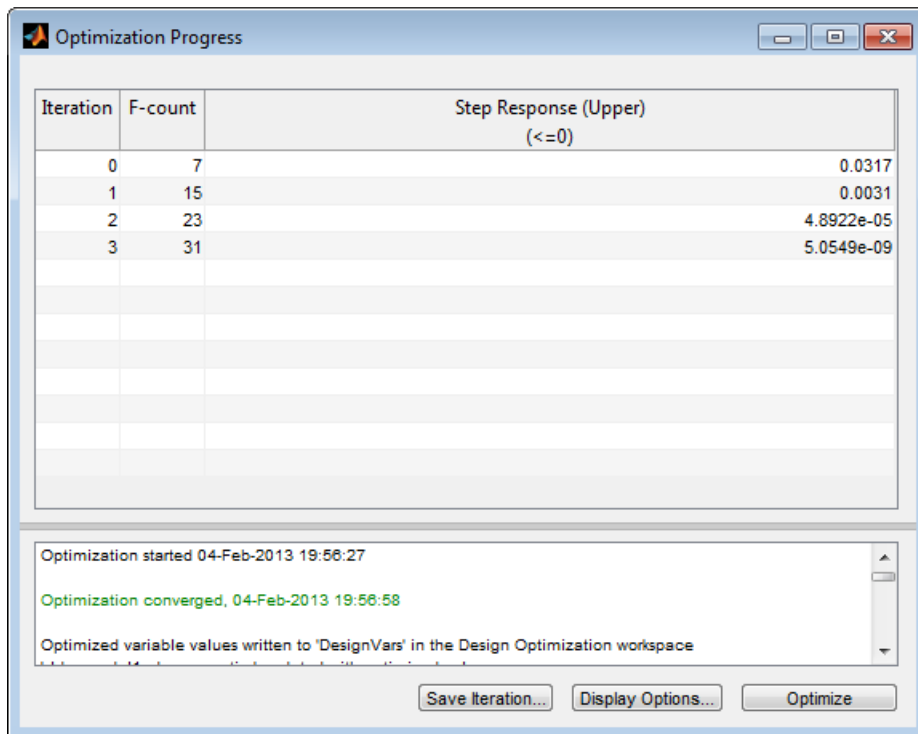 Optimization Progress
Iteration F-count Step Response (Upper)
(<=0)
0 7 0.0317
1 15 0.0031
2 23 4.8922e-05
3 31 5.0549e-09
Optimization started 04-Feb-2013 19:56:27
Optimization converged, 04-Feb-2013 19:56:58
Optimized variable values written to 'DesignVars' in the Design Optimization workspace
Save Iteration... Display Options... Optimize